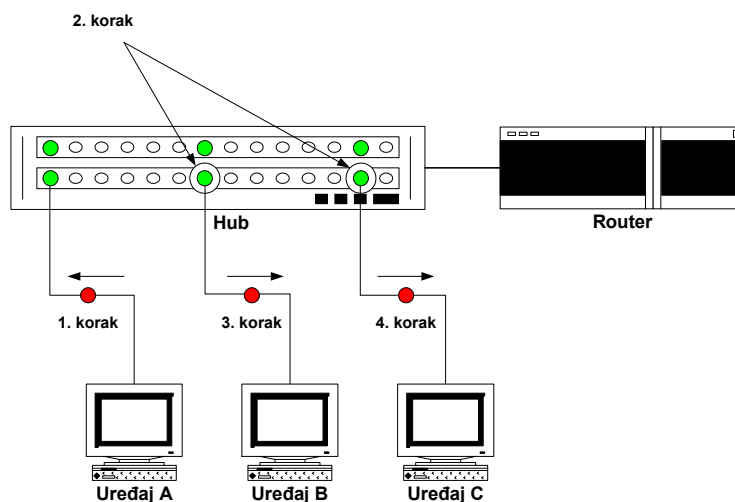 2. korak
Hub
Router
1. korak
3. korak
4. korak
Uređaj A
Uređaj B
Uređaj C